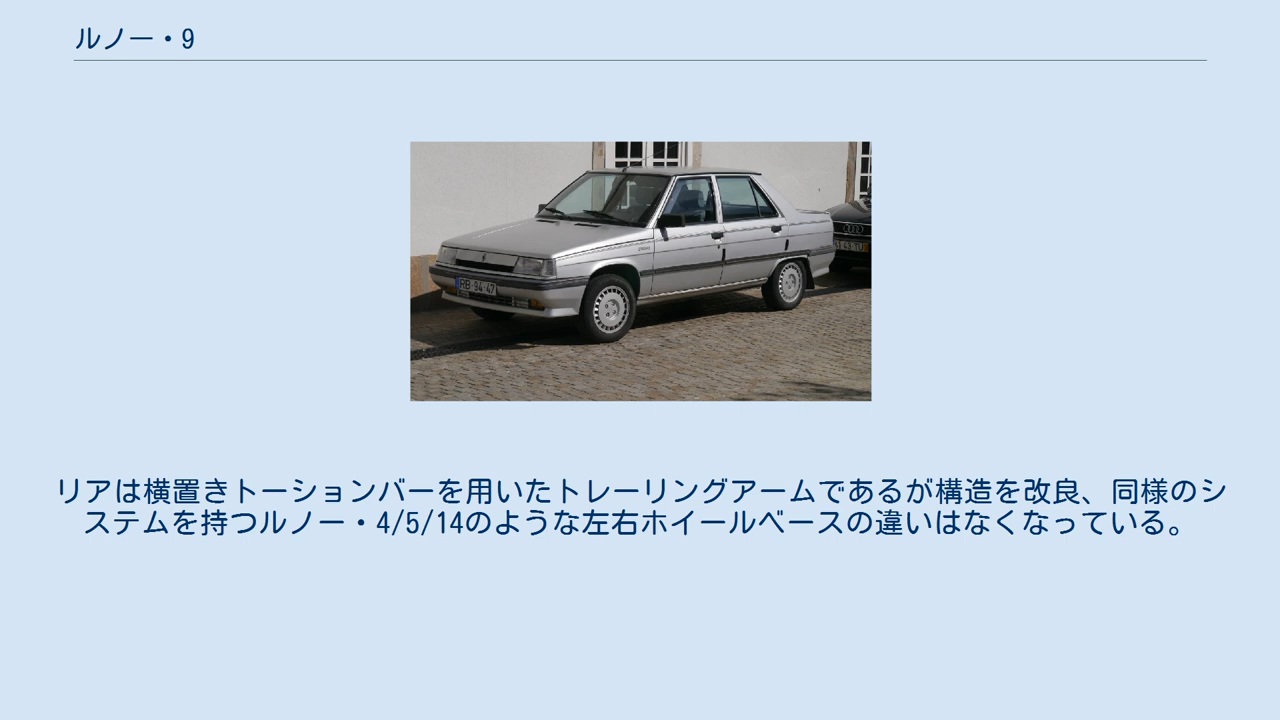 ルノー・9
RB 94-47
リアは横置きトーションバーを用いたトレーリングアームであるが構造を改良、同様のシ
ステムを持つルノー・4/5/14のような左右ホイールベースの違いはなくなっている。